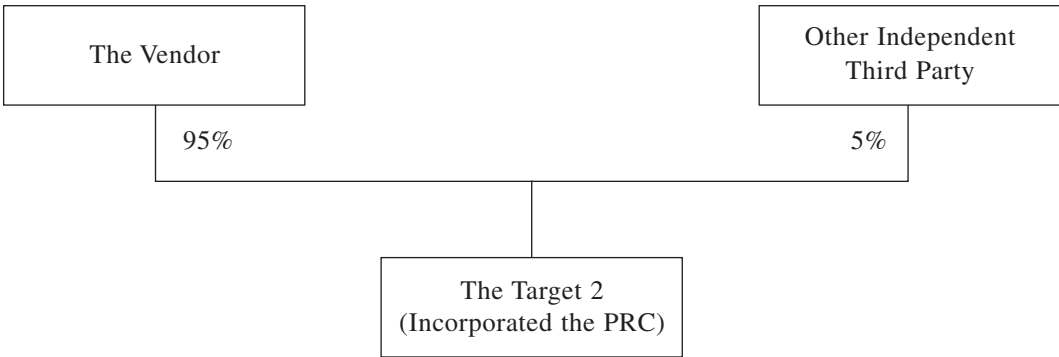 The Vendor
Other Independent
Third Party
95%
5%
The Target 2
(Incorporated the PRC)